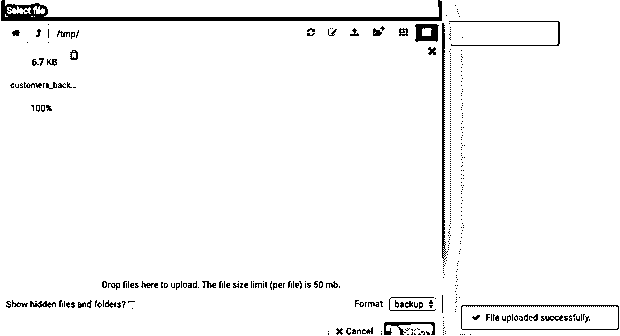 Select file
/tmp/
6.7 KB
customers_back...
100%
Drop files here to upload. The file size limit (per file) is 50 mb.
Show hidden files and folders?
Format backup
Cancel
File uploaded successfully.